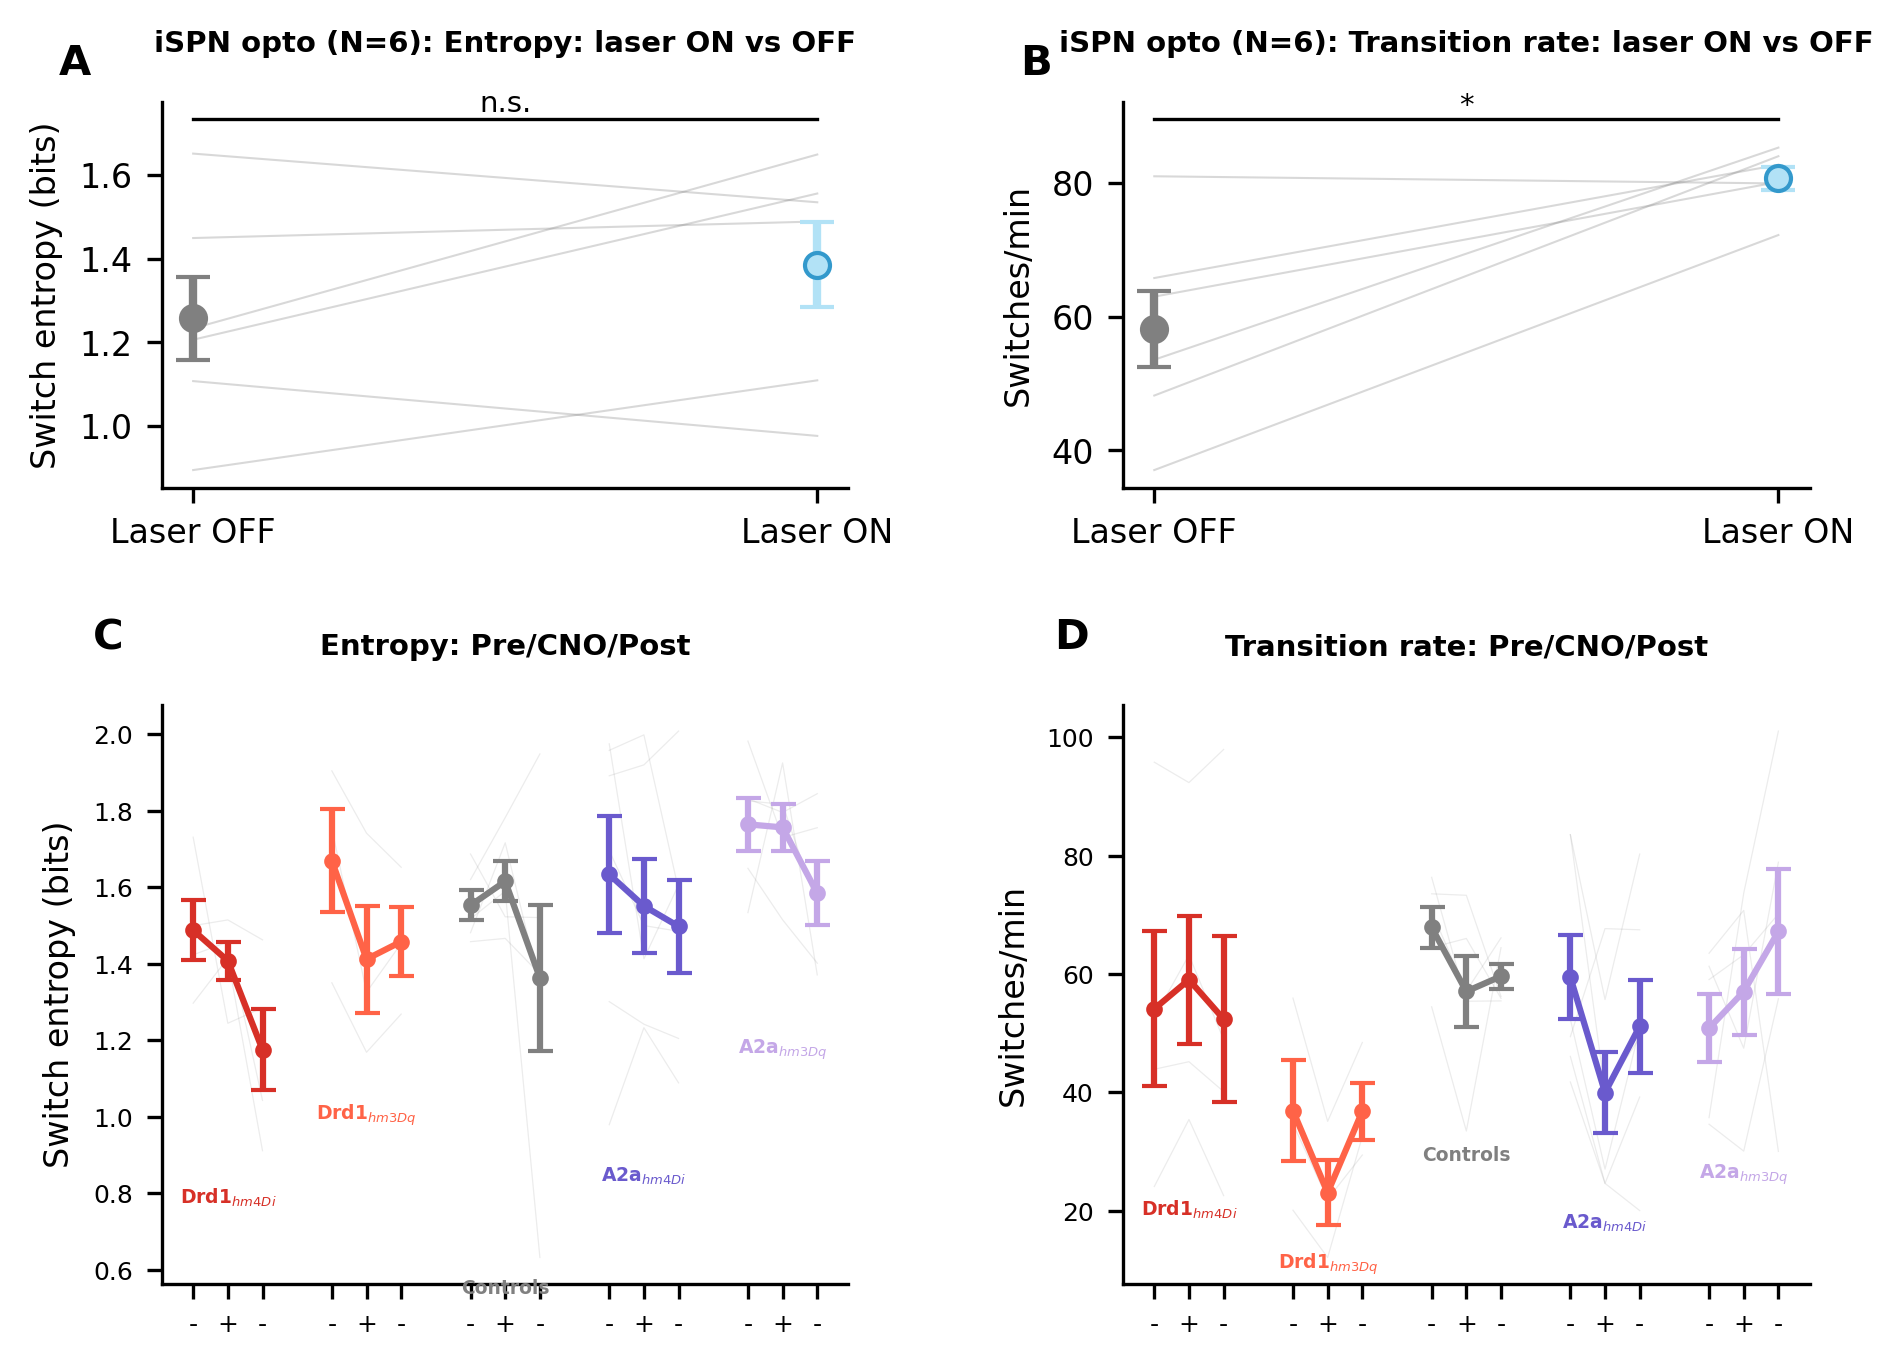 A
iSPN opto (N=6): Entropy: laser ON vs OFF
n.s.
Switch entropy (bits)
1.6
1.4
1.2
1.0
Laser OFF
Laser ON
B
iSPN opto (N=6): Transition rate: laser ON vs OFF
*
Switches/min
80
60
40
Laser OFF
Laser ON
C
Entropy: Pre/CNO/Post
Switch entropy (bits)
2.0
1.8
1.6
1.4
1.2
1.0
0.8
0.6
Drd1hm4Di
Drd1hm3Dq
Controls
A2ahm4Di
A2ahm3Dq
- + - - + - - + - - + - - + -
D
Transition rate: Pre/CNO/Post
Switches/min
100
80
60
40
20
Drd1hm4Di
Drd1hm3Dq
Controls
A2ahm4Di
A2ahm3Dq
- + - - + - - + - - + - - + -